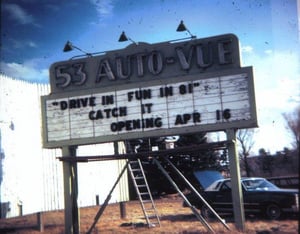 53 AUTO-VUE
"DRIVE IN FUN IN 81"
CATCH IT
OPENING APR 16